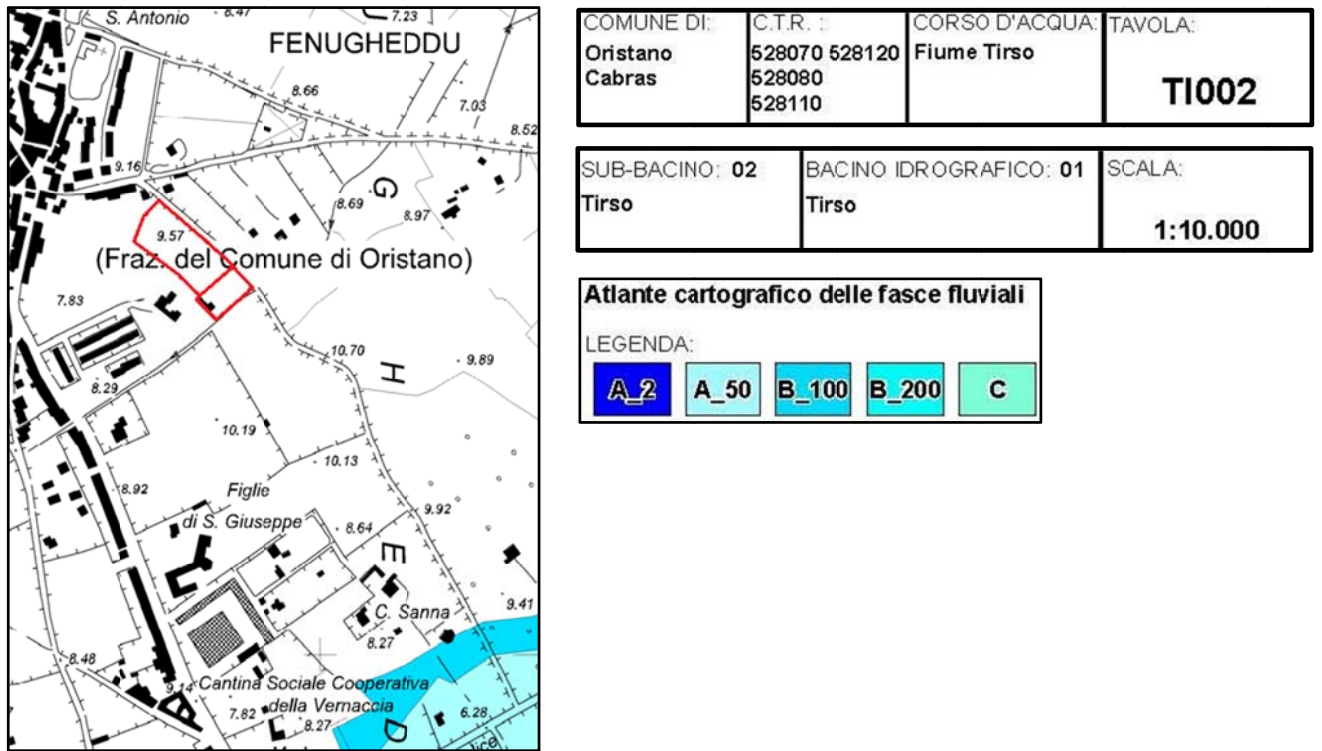 S. Antonio
8.47
7.23
FENUGHEDDU
8.66
7.03
8.52
9.16
G
8.69
8.97
9.57
(Fraz. del Comune di Oristano)
7.83
10.70
9.89
H
8.29
10.19
10.13
8.92
Figlie
9.92
di S. Giuseppe
8.64
E
9.41
C. Sanna
8.27
8.48
9.14
Cantina Sociale Cooperativa
della Vernaccia
7.82
8.27
D
6.28
COMUNE DI:
Oristano
Cabras
C.T.R. :
528070 528120
528080
528110
CORSO D'ACQUA:
Fiume Tirso
TAVOLA:
TI002
SUB-BACINO: 02
Tirso
BACINO IDROGRAFICO: 01
Tirso
SCALA:
1:10.000
Atlante cartografico delle fasce fluviali
LEGENDA:
A_2 A_50 B_100 B_200 C